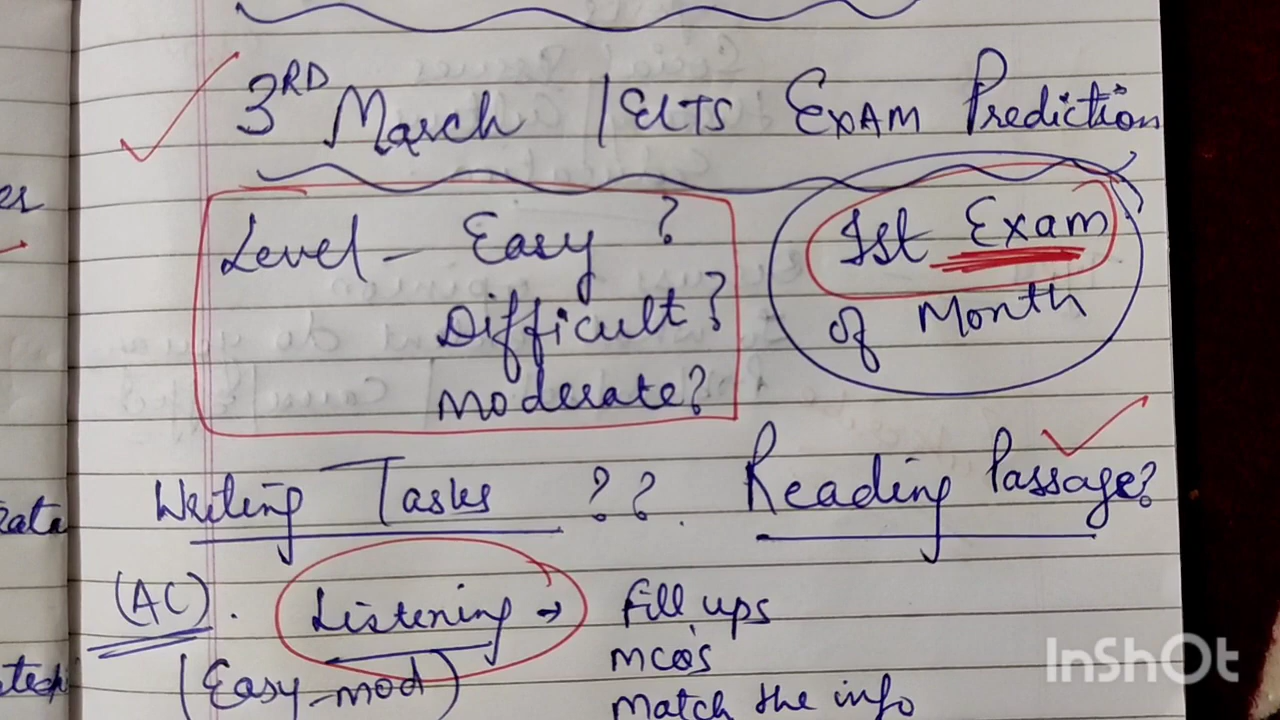 3RD March IELTS EXAM Prediction
Level - Easy ?
Difficult ?
moderate ?
1st Exam
of Month
Writing Tasks ? ? . Reading Passage ?
(AC) . Listening → fill ups
(Easy-mod) MCQS
Match the info
InShOt